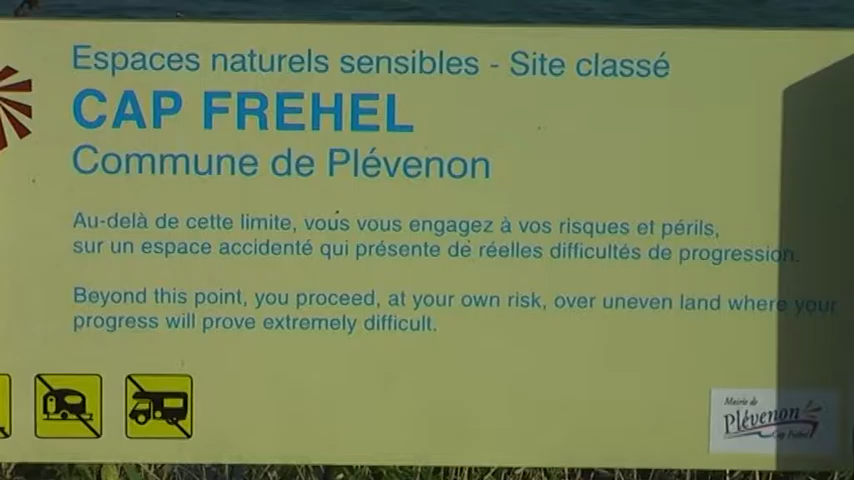 Espaces naturels sensibles - Site classé
CAP FREHEL
Commune de Plévenon
Au-delà de cette limite, vous vous engagez à vos risques et périls,
sur un espace accidenté qui présente de réelles difficultés de progression.
Beyond this point, you proceed, at your own risk, over uneven land where your
progress will prove extremely difficult.
Mairie de
Plévenon
Cap Fréhel